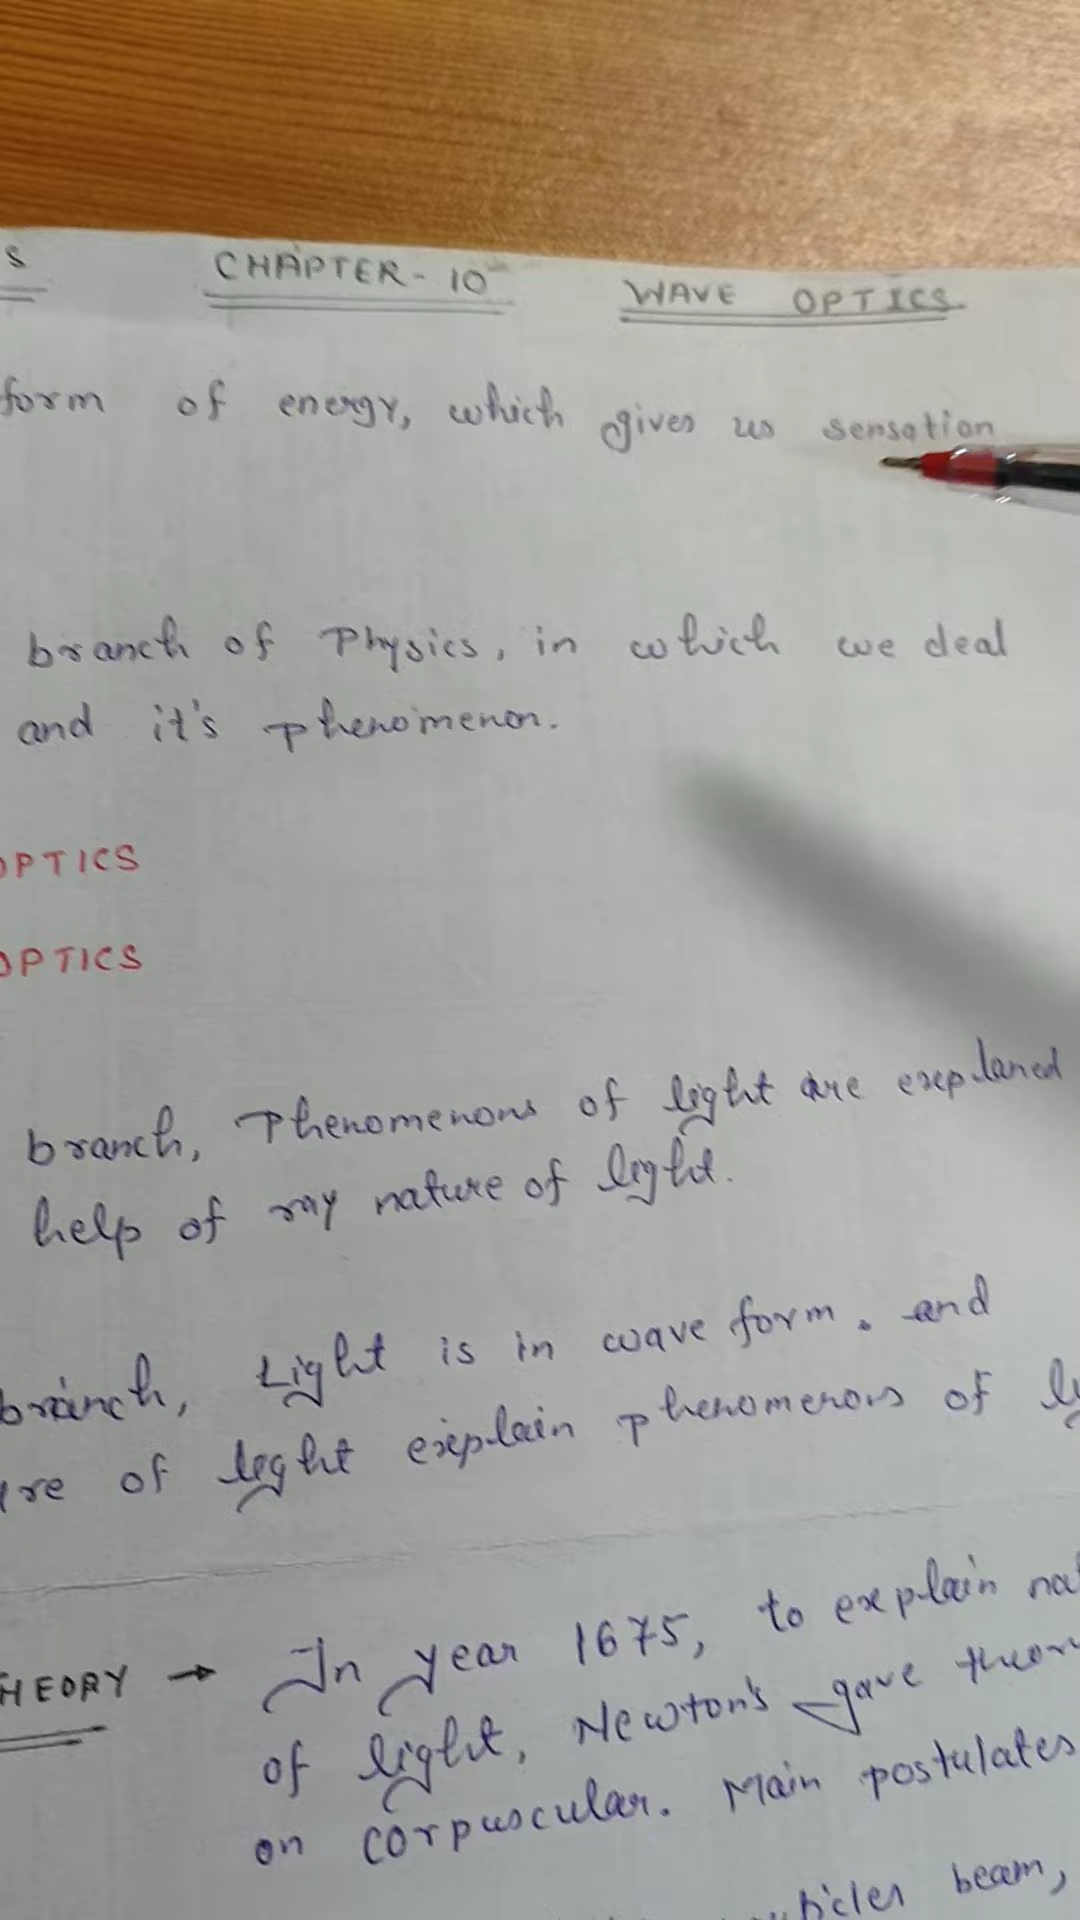 S CHAPTER-10 WAVE OPTICS
form of energy, which gives us sensation
branch of Physics, in which we deal
and it's phenomenon.
OPTICS
OPTICS
branch, Phenomenons of light are explaned
help of ray nature of light.
branch, Light is in wave form. and
of light explain phenomenons of
HEORY → In year 1675, to explain
of light, Newton's gave
on corpuscular. Main postulates
beam,